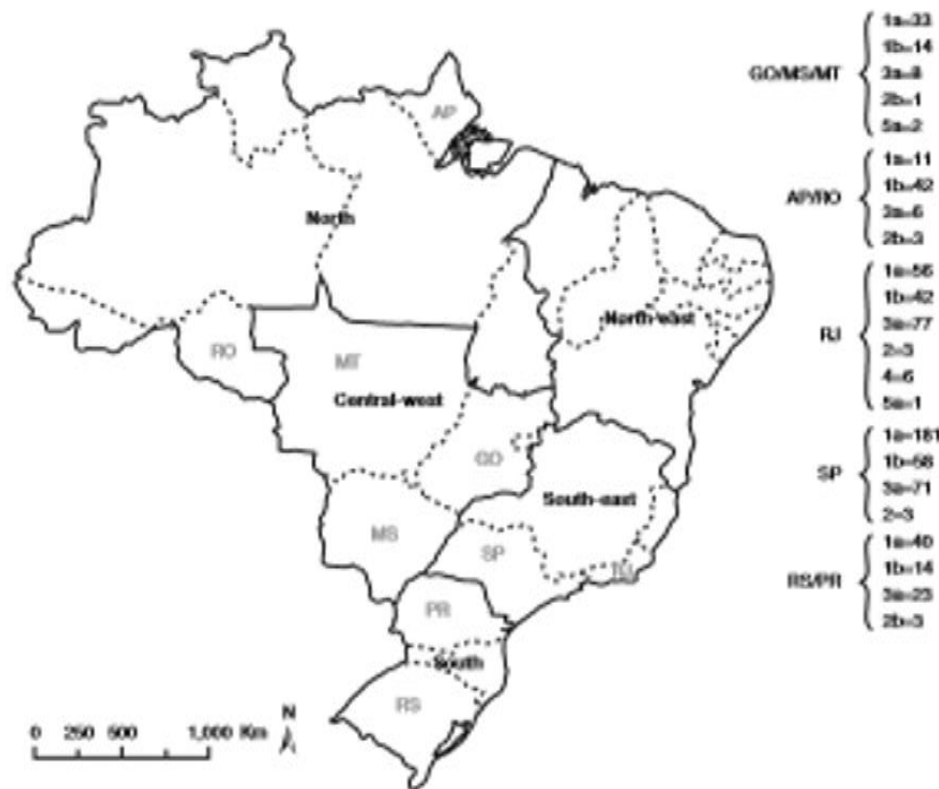 AP
North
RO
MT
Central-west
GO
MS
North-east
South-east
SP
RJ
PR
South
RS
N
0 250 500 1,000 Km
GO/MS/MT
1a=33
1b=14
3a=8
2b=1
5a=2
AP/RO
1a=11
1b=42
3a=6
2b=3
RJ
1a=56
1b=42
3a=77
2=3
4=6
5a=1
SP
1a=181
1b=58
3a=71
2=3
RS/PR
1a=40
1b=14
3a=23
2b=3